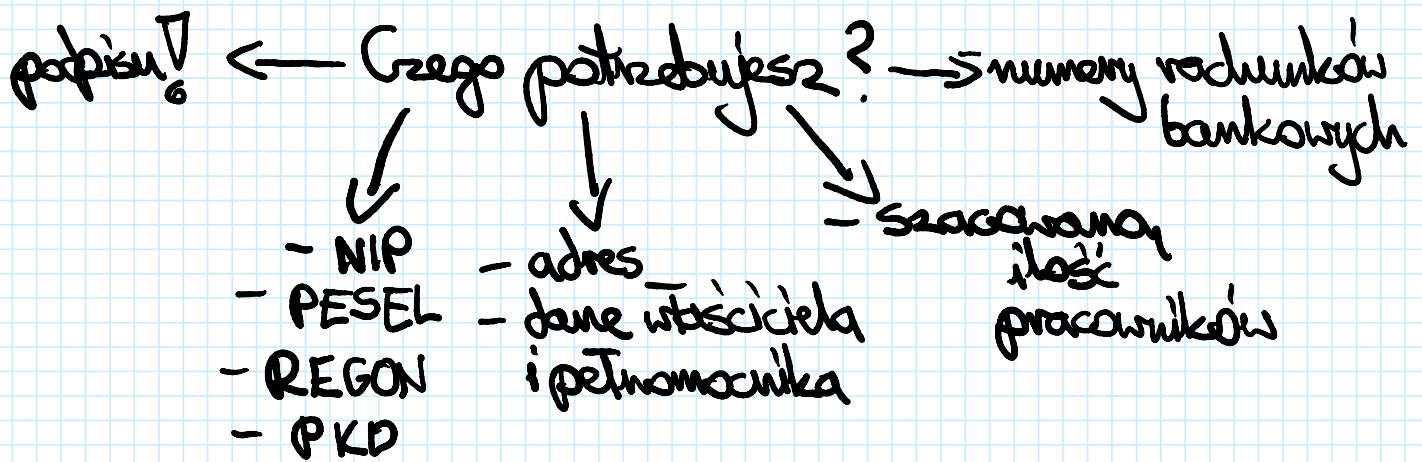 podpisu! ← Czego potrzebujesz? → numery rachunków
bankowych
- NIP
- PESEL
- REGON
- PKD
- adres
- dane właściciela
i pełnomocnika
- szacowaną
ilość
pracowników